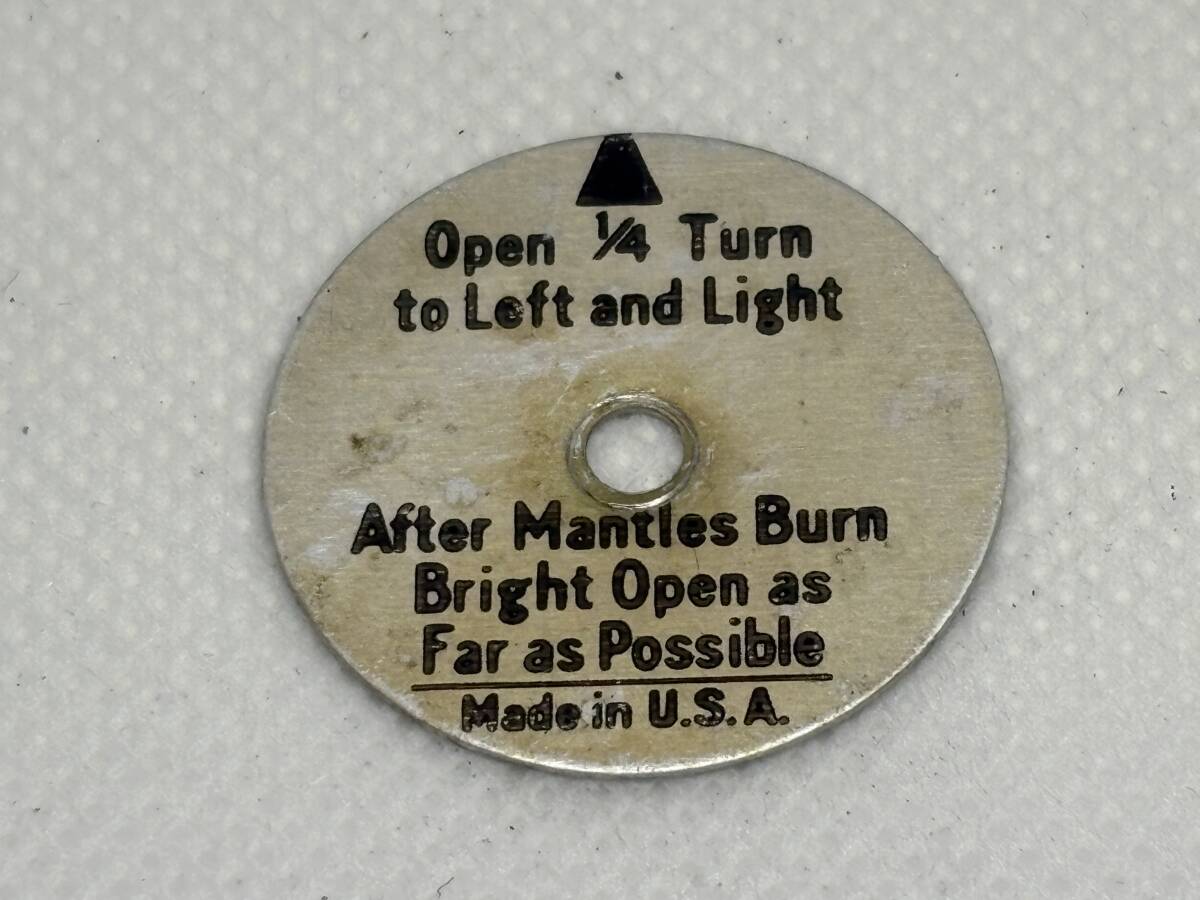 Open ¼ Turn
to Left and Light
After Mantles Burn
Bright Open as
Far as Possible
Made in U.S.A.